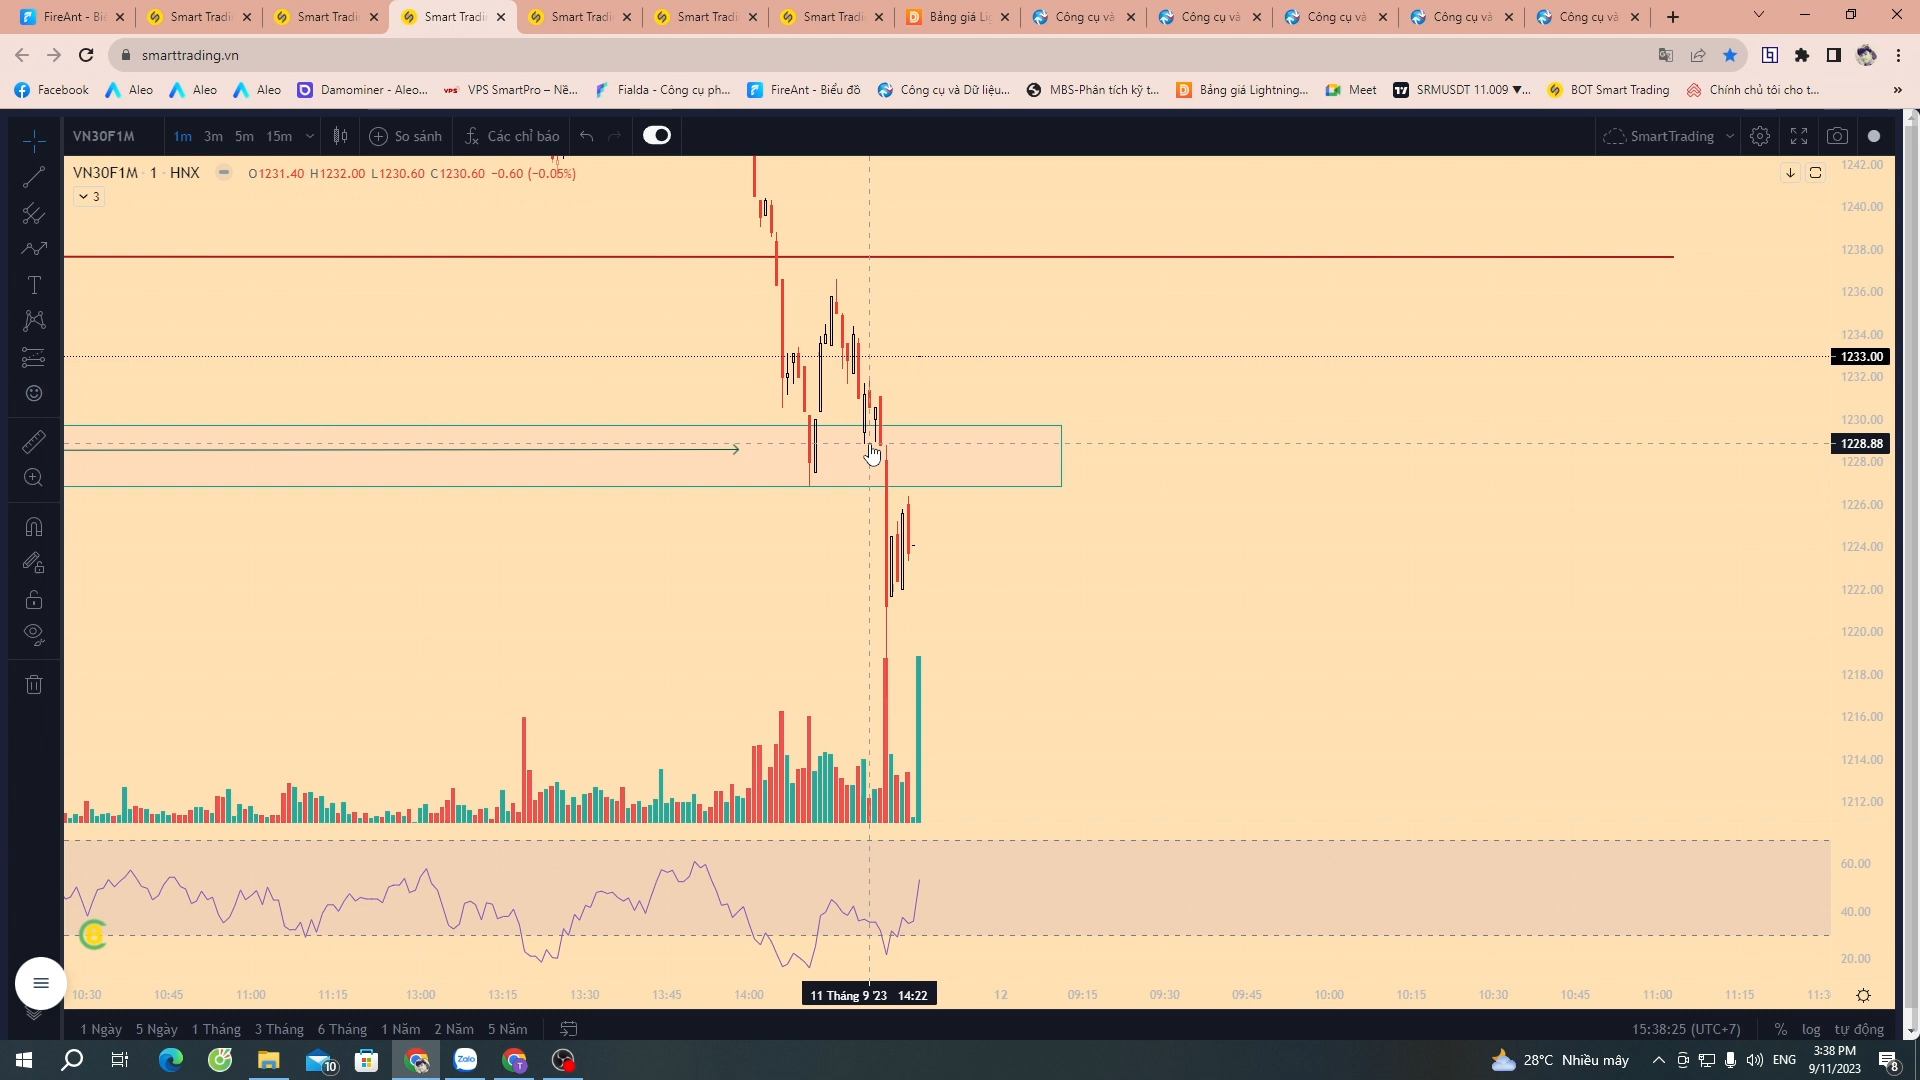 FireAnt - Biể
Smart Tradi
Smart Tradi
Smart Tradi
Smart Tradi
Smart Tradi
Smart Tradi
Bảng giá Li
Công cụ và
Công cụ và
Công cụ và
Công cụ và
Công cụ và
smarttrading.vn
Facebook
Aleo
Aleo
Aleo
Damominer - Aleo...
VPS VPS SmartPro – Nề...
Fialda - Công cụ ph...
FireAnt - Biểu đồ
Công cụ và Dữ liệu...
MBS-Phân tích kỹ t...
Bảng giá Lightning...
Meet
SRMUSDT 11.009 ▼...
BOT Smart Trading
Chính chủ tôi cho t...
»
VN30F1M
1m 3m 5m 15m
So sánh
Các chỉ báo
SmartTrading
VN30F1M · 1 · HNX
O1231.40 H1232.00 L1230.60 C1230.60 −0.60 (−0.05%)
3
1242.00
1240.00
1238.00
1236.00
1234.00
1233.00
1232.00
1230.00
1228.88
1228.00
1226.00
1224.00
1222.00
1220.00
1218.00
1216.00
1214.00
1212.00
60.00
40.00
20.00
10:30 10:45 11:00 11:15 13:00 13:15 13:30 13:45 14:00 11 Tháng 9 '23 14:22 12 09:15 09:30 09:45 10:00 10:15 10:30 10:45 11:00 11:15 11:3
1 Ngày 5 Ngày 1 Tháng 3 Tháng 6 Tháng 1 Năm 2 Năm 5 Năm
15:38:25 (UTC+7) % log tự động
10
Zalo
T
28°C Nhiều mây
ENG
3:38 PM
9/11/2023
8